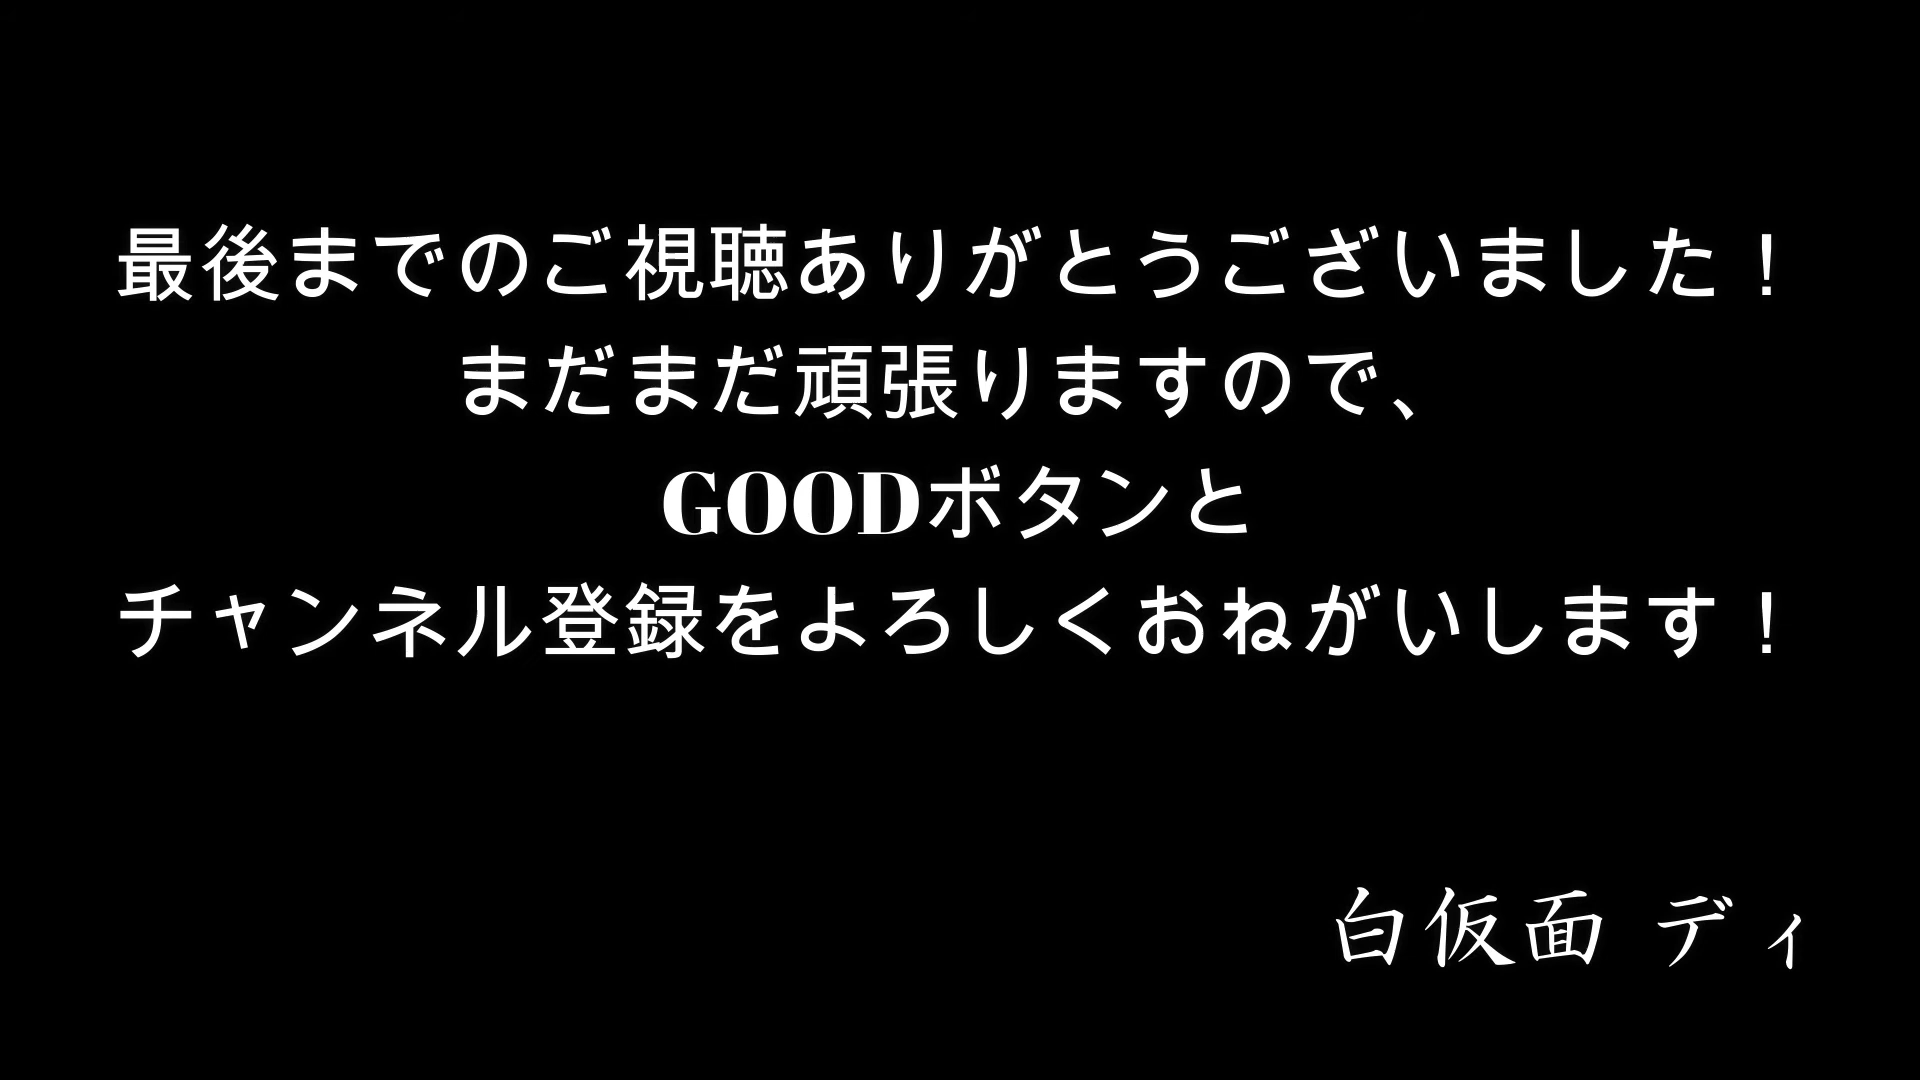 最後までのご視聴ありがとうございました！
まだまだ頑張りますので、
GOODボタンと
チャンネル登録をよろしくおねがいします！
白仮面 ディ